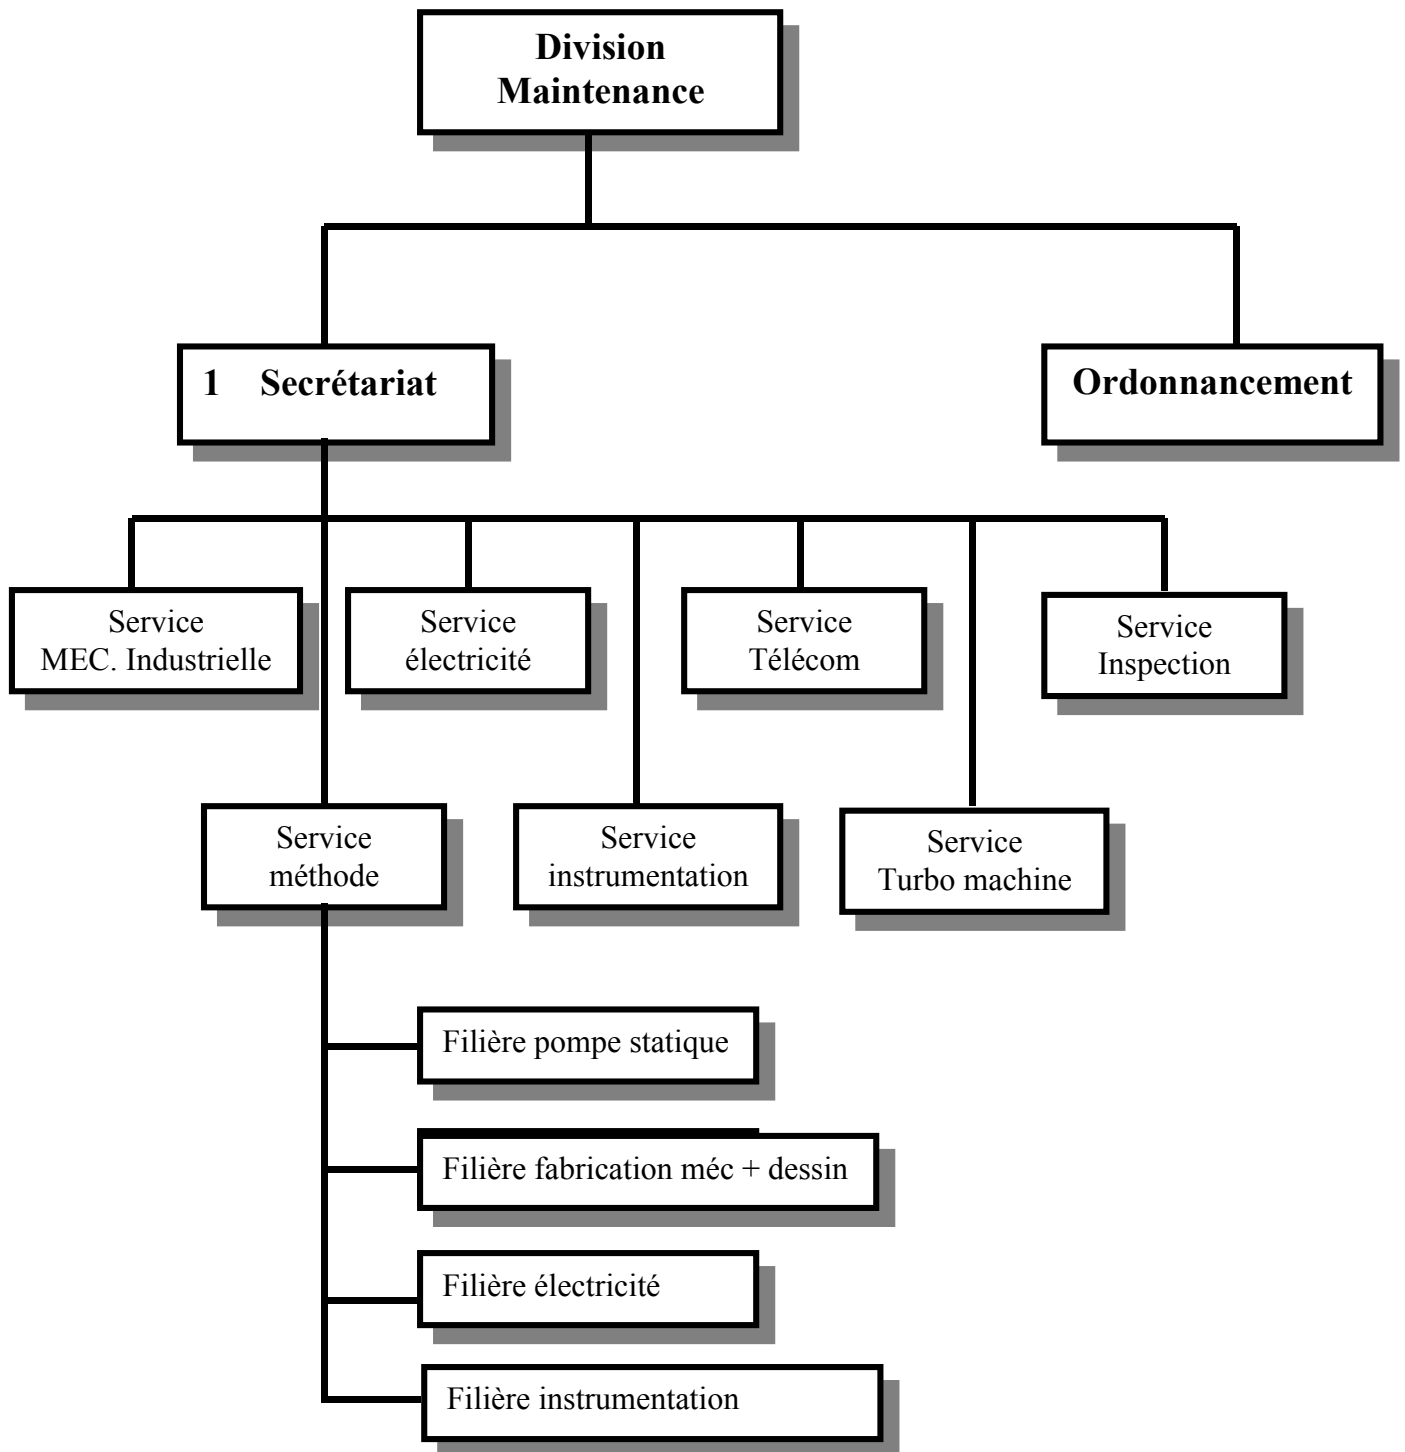 Division
Maintenance
1 Secrétariat
Ordonnancement
Service
MEC. Industrielle
Service
électricité
Service
Télécom
Service
Inspection
Service
méthode
Service
instrumentation
Service
Turbo machine
Filière pompe statique
Filière fabrication méc + dessin
Filière électricité
Filière instrumentation